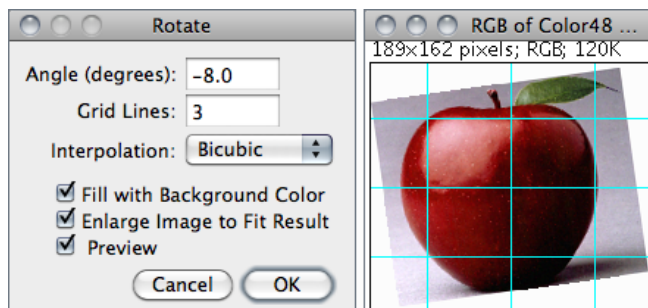 Rotate
Angle (degrees): -8.0
Grid Lines: 3
Interpolation: Bicubic
Fill with Background Color
Enlarge Image to Fit Result
Preview
Cancel OK
RGB of Color48 ...
189x162 pixels; RGB; 120K